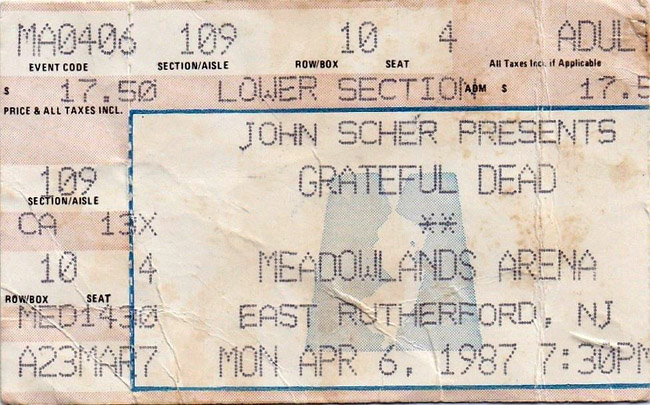 MA0406 109 10 4 ADULT
EVENT CODE SECTION/AISLE ROW/BOX SEAT All Taxes Incl. if Applicable
$ 17.50 LOWER SECTION ADM $ 17.5
PRICE & ALL TAXES INCL.
JOHN SCHER PRESENTS
109 GRATEFUL DEAD
SECTION/AISLE
CA 13X **
10 4 MEADOWLANDS ARENA
ROW/BOX SEAT
MED1430 EAST RUTHERFORD, NJ
A23MAR7 MON APR 6, 1987 7:30PM